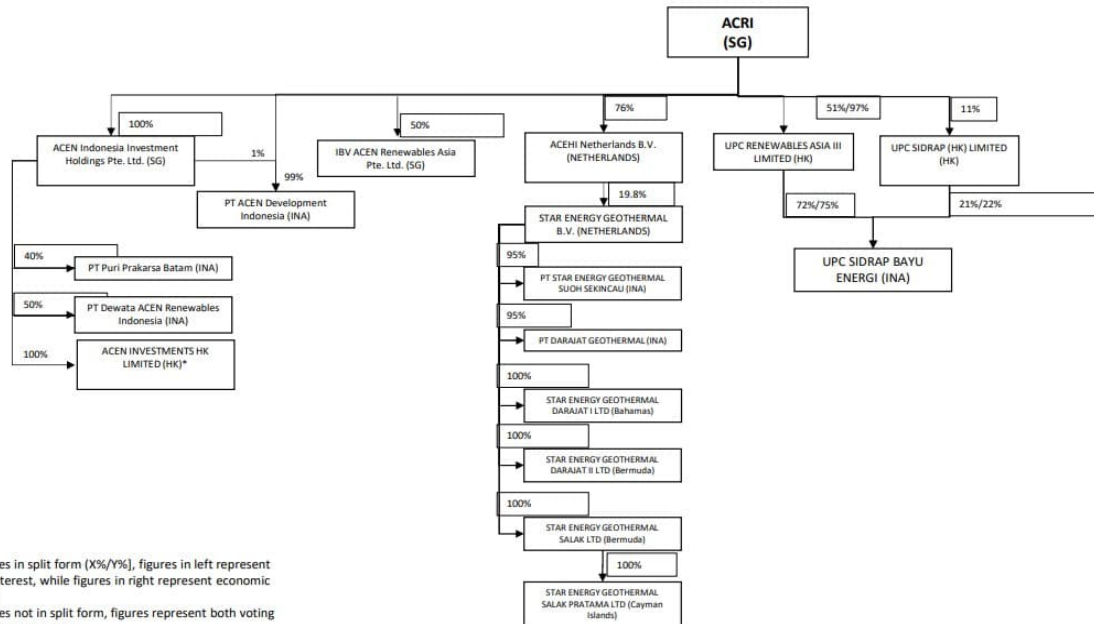 ACRI
(SG)
100%
50%
76%
51%/97%
11%
ACEN Indonesia Investment
Holdings Pte. Ltd. (SG)
1%
99%
IBV ACEN Renewables Asia
Pte. Ltd. (SG)
ACEHI Netherlands B.V.
(NETHERLANDS)
UPC RENEWABLES ASIA III
LIMITED (HK)
UPC SIDRAP (HK) LIMITED
(HK)
PT ACEN Development
Indonesia (INA)
19.8%
72%/75%
21%/22%
STAR ENERGY GEOTHERMAL
B.V. (NETHERLANDS)
UPC SIDRAP BAYU
ENERGI (INA)
40%
PT Puri Prakarsa Batam (INA)
50%
PT Dewata ACEN Renewables
Indonesia (INA)
100%
ACEN INVESTMENTS HK
LIMITED (HK)*
95%
PT STAR ENERGY GEOTHERMAL
SUOH SEKINCAU (INA)
95%
PT DARAJAT GEOTHERMAL (INA)
100%
STAR ENERGY GEOTHERMAL
DARAJAT I LTD (Bahamas)
100%
STAR ENERGY GEOTHERMAL
DARAJAT II LTD (Bermuda)
100%
STAR ENERGY GEOTHERMAL
SALAK LTD (Bermuda)
100%
STAR ENERGY GEOTHERMAL
SALAK PRATAMA LTD (Cayman
Islands)
es in split form (X%/Y%], figures in left represent
terest, while figures in right represent economic
es not in split form, figures represent both voting